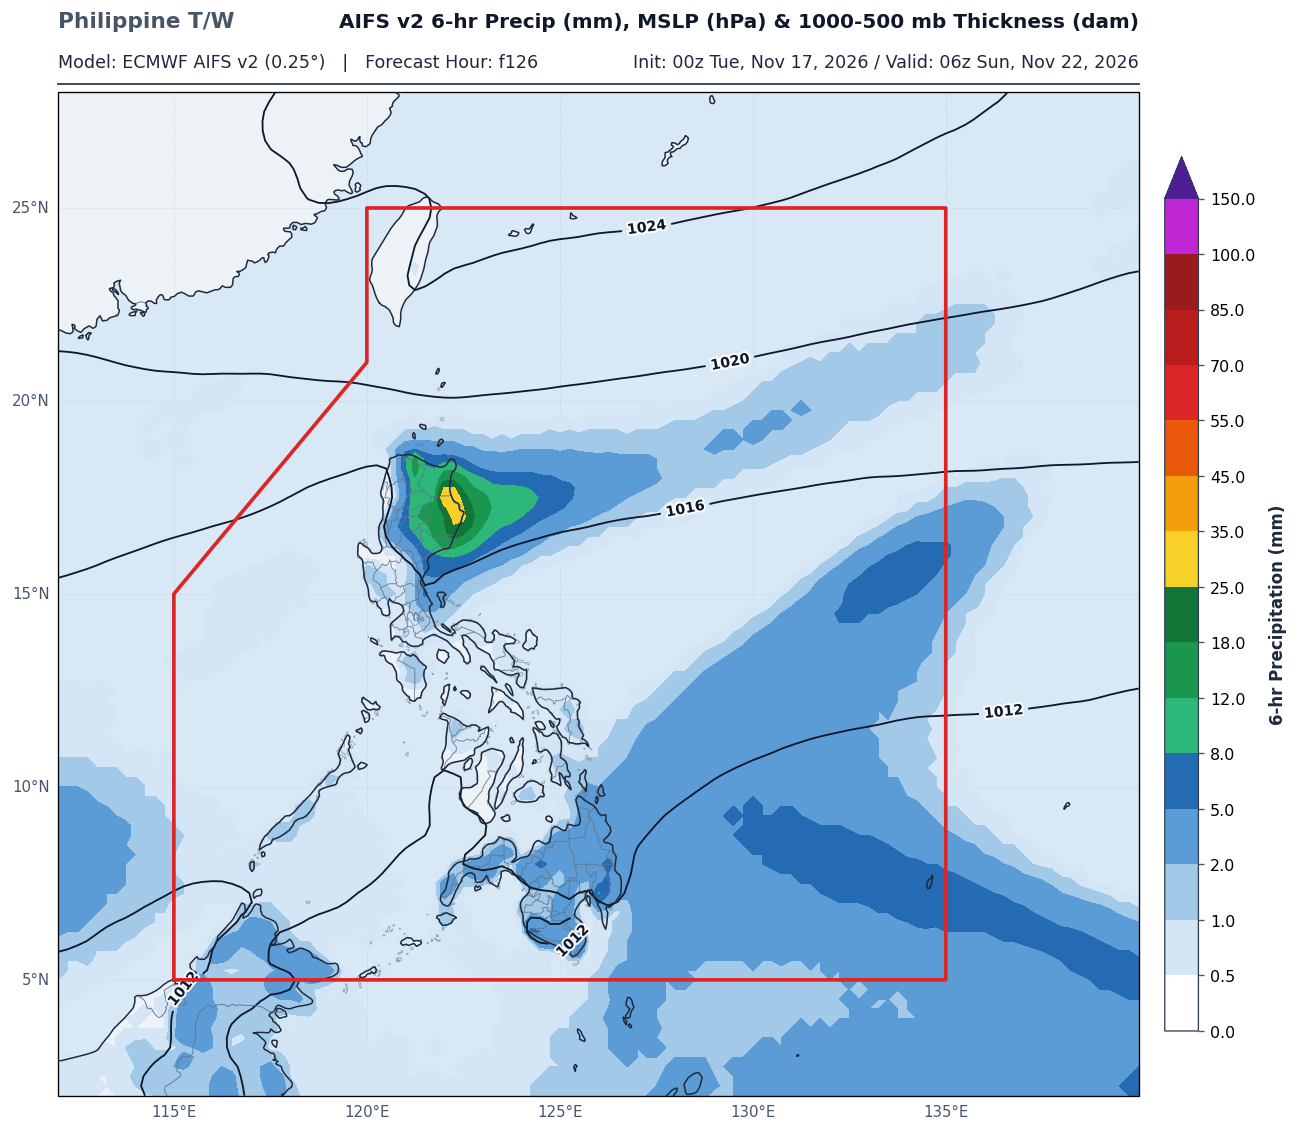 Philippine T/W
AIFS v2 6-hr Precip (mm), MSLP (hPa) & 1000-500 mb Thickness (dam)
Model: ECMWF AIFS v2 (0.25°) | Forecast Hour: f126
Init: 00z Tue, Nov 17, 2026 / Valid: 06z Sun, Nov 22, 2026
25°N
20°N
15°N
10°N
5°N
115°E
120°E
125°E
130°E
135°E
1024
1020
1016
1012
1012
1012
150.0
100.0
85.0
70.0
55.0
45.0
35.0
25.0
18.0
12.0
8.0
5.0
2.0
1.0
0.5
0.0
6-hr Precipitation (mm)